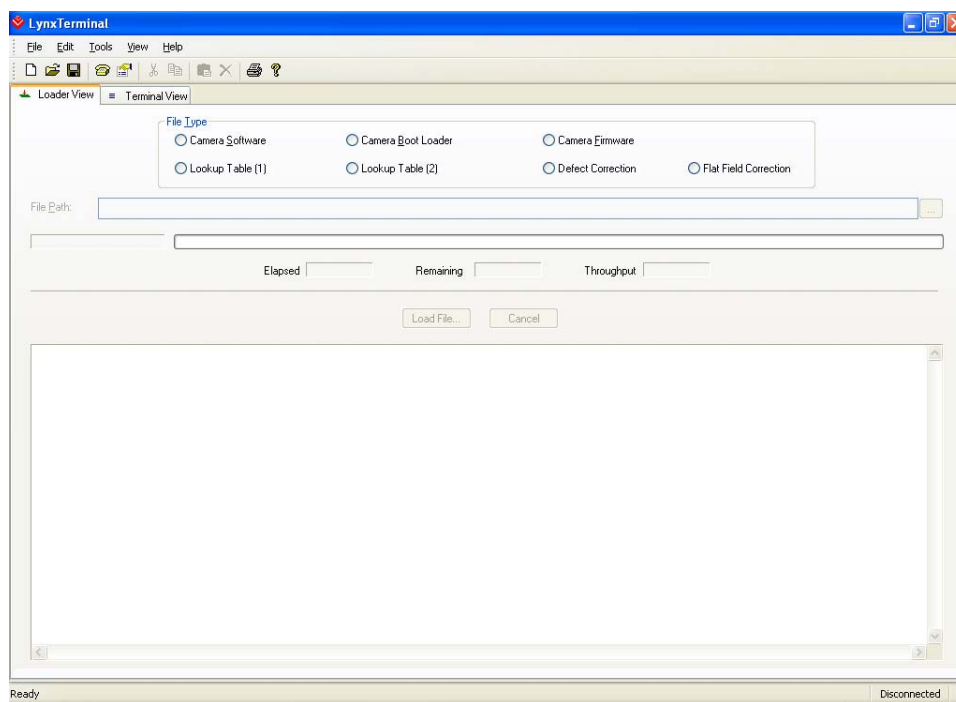 LynxTerminal
File Edit Tools View Help
Loader View Terminal View
File Type
Camera Software Camera Boot Loader Camera Firmware
Lookup Table (1) Lookup Table (2) Defect Correction Flat Field Correction
File Path: ...
Elapsed Remaining Throughput
Load File... Cancel
Ready Disconnected